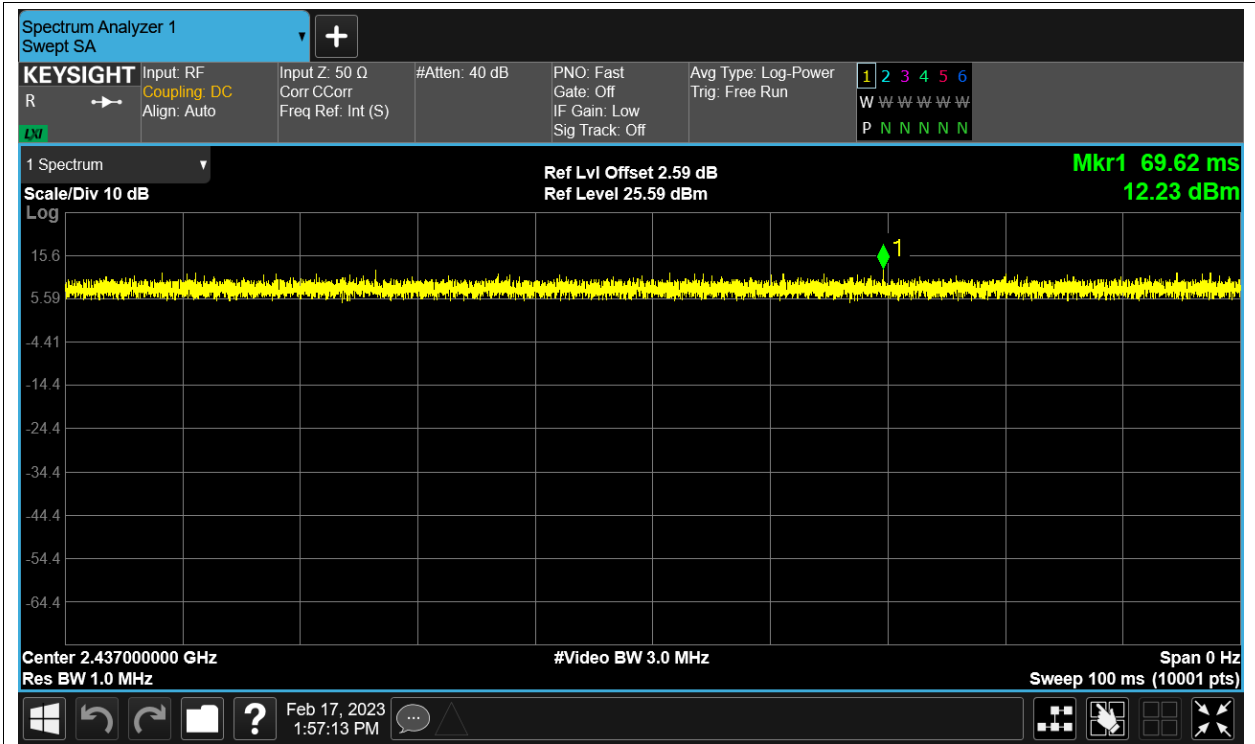 Spectrum Analyzer 1
Swept SA
KEYSIGHT
R
LXI
Input: RF
Coupling: DC
Align: Auto
Input Z: 50 Ω
Corr CCorr
Freq Ref: Int (S)
#Atten: 40 dB
PNO: Fast
Gate: Off
IF Gain: Low
Sig Track: Off
Avg Type: Log-Power
Trig: Free Run
1 2 3 4 5 6
W W W W W W
P N N N N N
1 Spectrum
Scale/Div 10 dB
Log
Ref Lvl Offset 2.59 dB
Ref Level 25.59 dBm
Mkr1 69.62 ms
12.23 dBm
1
15.6
5.59
-4.41
-14.4
-24.4
-34.4
-44.4
-54.4
-64.4
Center 2.437000000 GHz
Res BW 1.0 MHz
#Video BW 3.0 MHz
Span 0 Hz
Sweep 100 ms (10001 pts)
?
Feb 17, 2023
1:57:13 PM